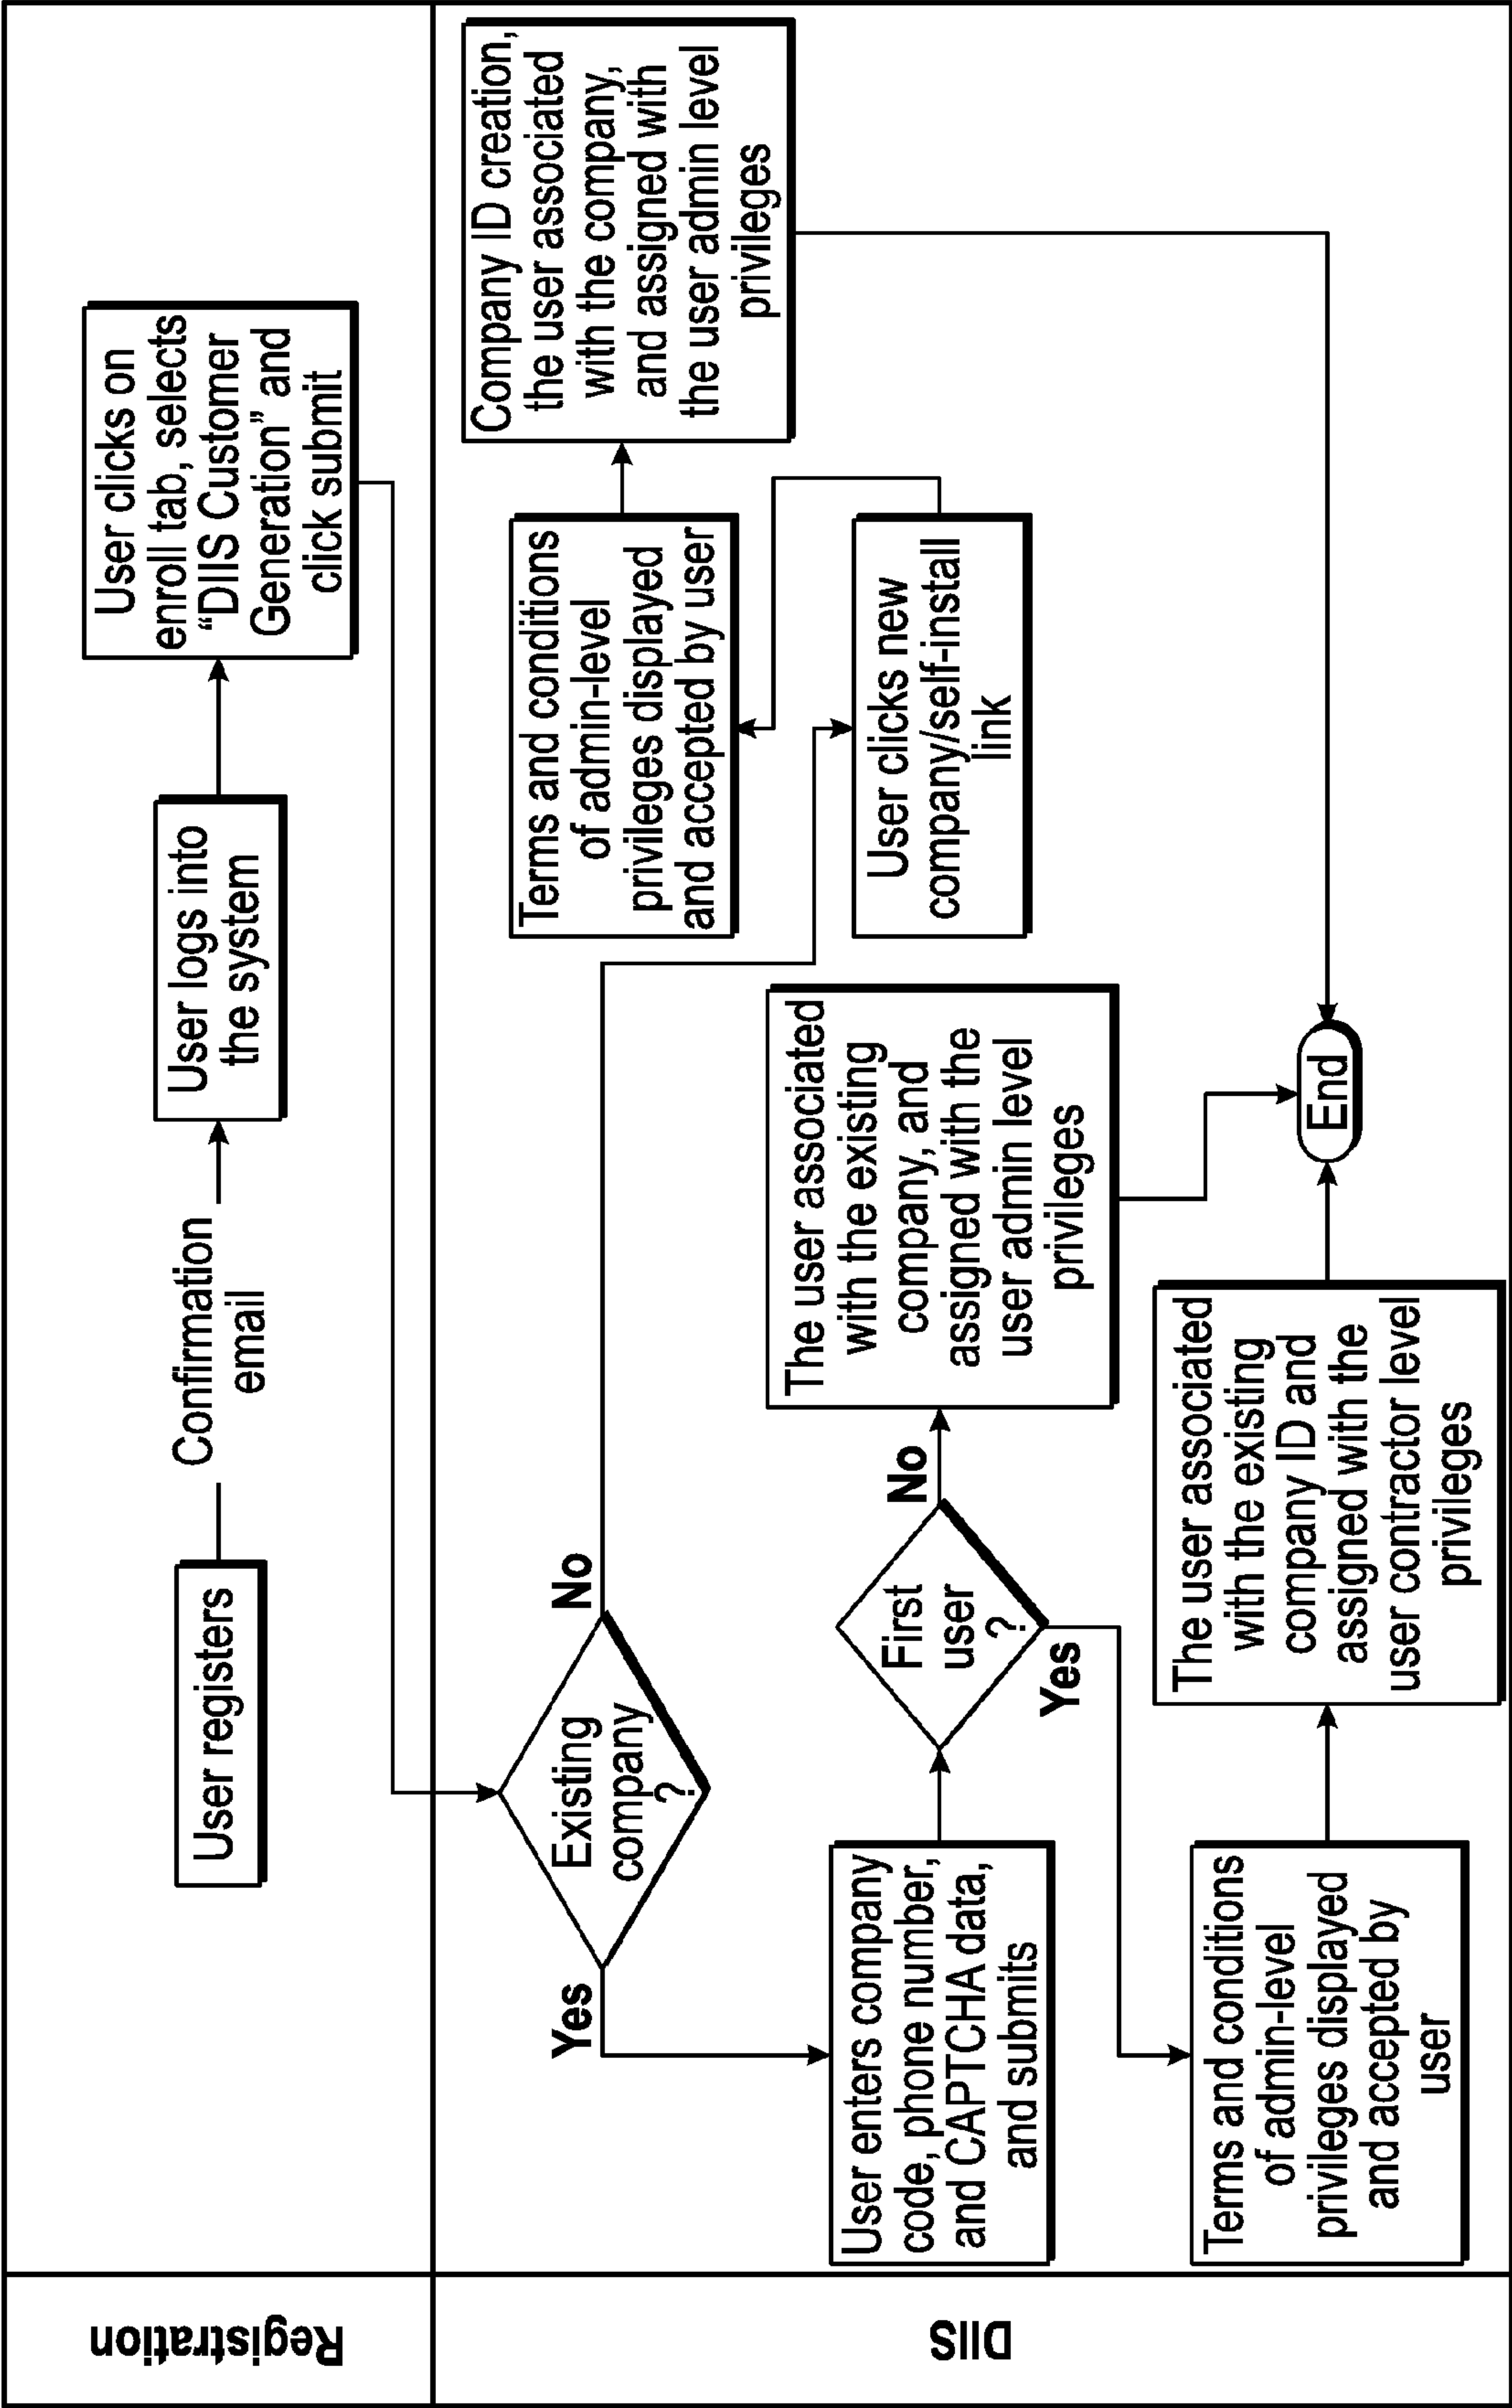 Registration
User registers
Confirmation
email
User logs into
the system
User clicks on
enroll tab, selects
“DIIS Customer
Generation” and
click submit
DIIS
Existing
company
?
Yes
No
User enters company
code, phone number,
and CAPTCHA data,
and submits
First
user
?
No
Yes
The user associated
with the existing
company, and
assigned with the
user admin level
privileges
User clicks new
company/self-install
link
Terms and conditions
of admin-level
privileges displayed
and accepted by user
Company ID creation,
the user associated
with the company,
and assigned with
the user admin level
privileges
Terms and conditions
of admin-level
privileges displayed
and accepted by
user
The user associated
with the existing
company ID and
assigned with the
user contractor level
privileges
End